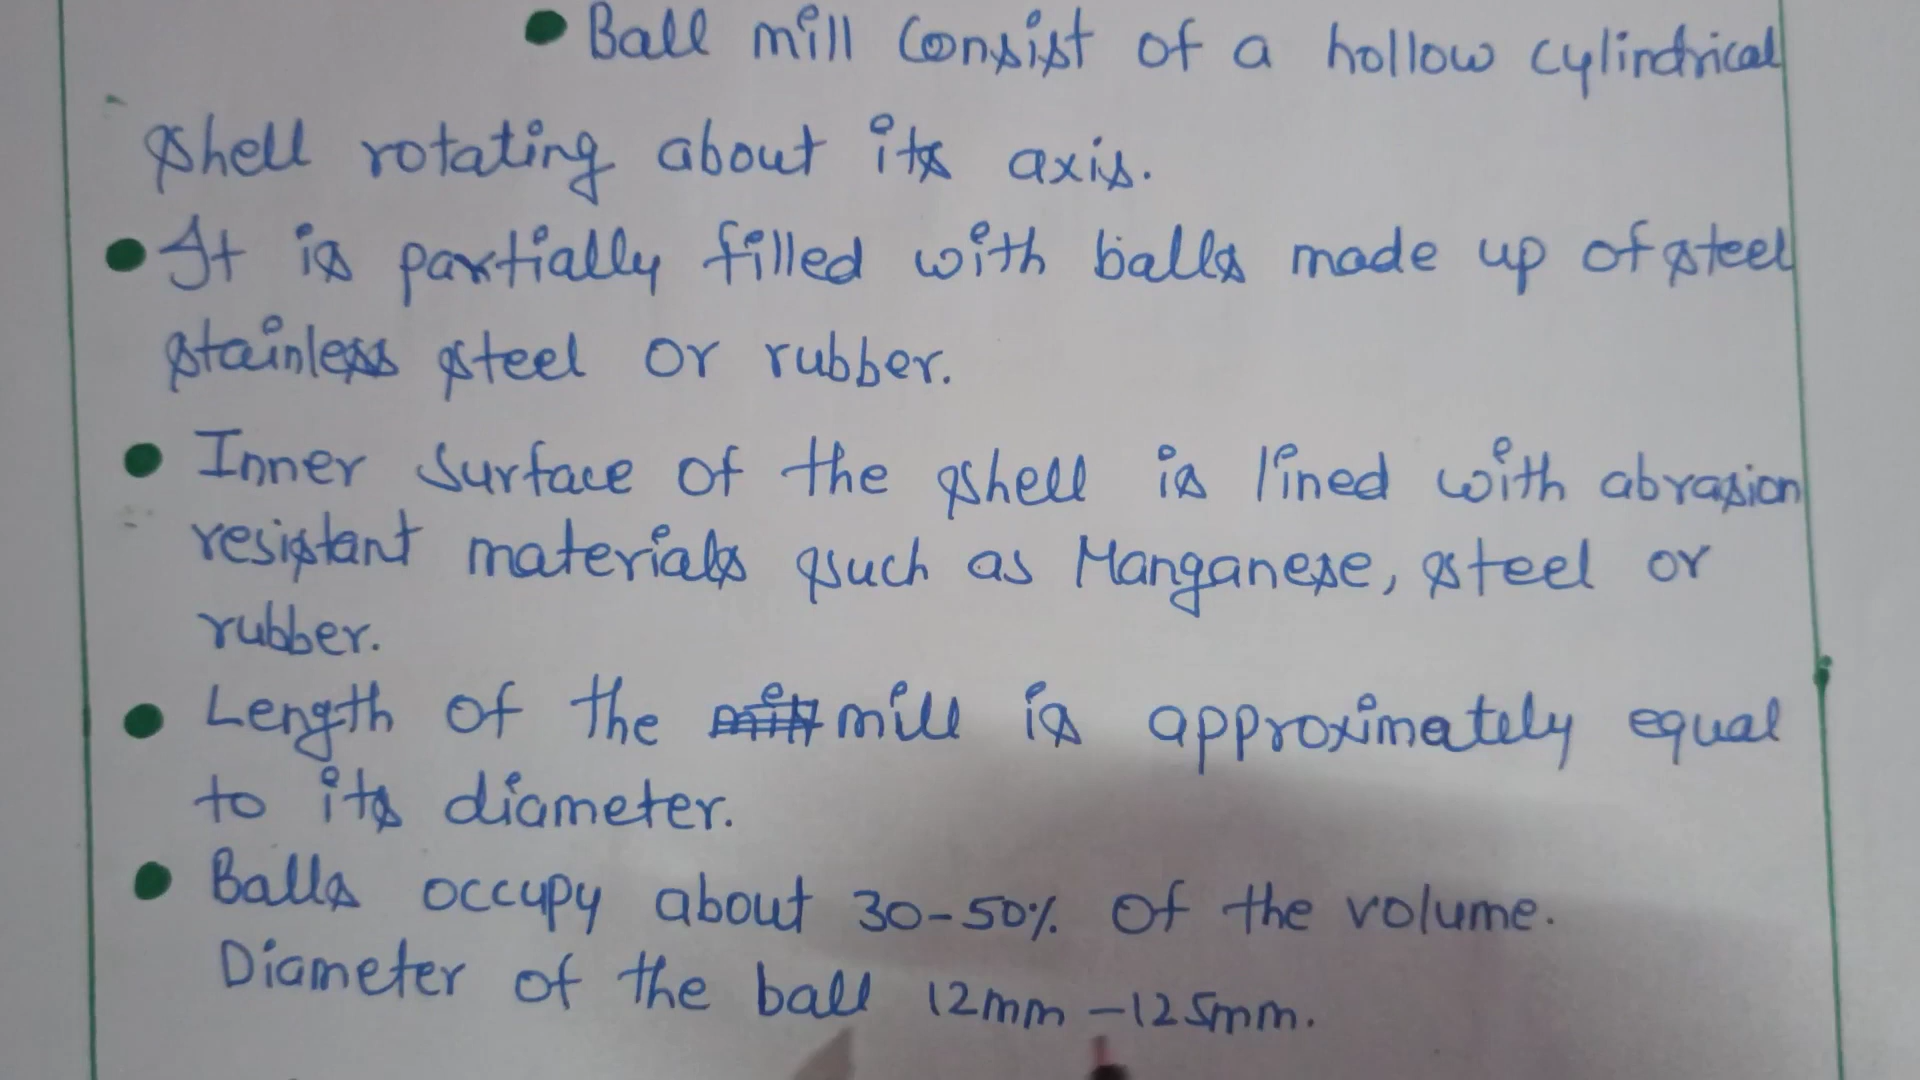 • Ball mill consist of a hollow cylindrical
shell rotating about its axis.
• It is partially filled with balls made up of steel
stainless steel or rubber.
• Inner surface of the shell is lined with abrasion
resistant materials such as Manganese, steel or
rubber.
• Length of the mill is approximately equal
to its diameter.
• Balls occupy about 30-50% of the volume.
Diameter of the ball 12mm -125mm.